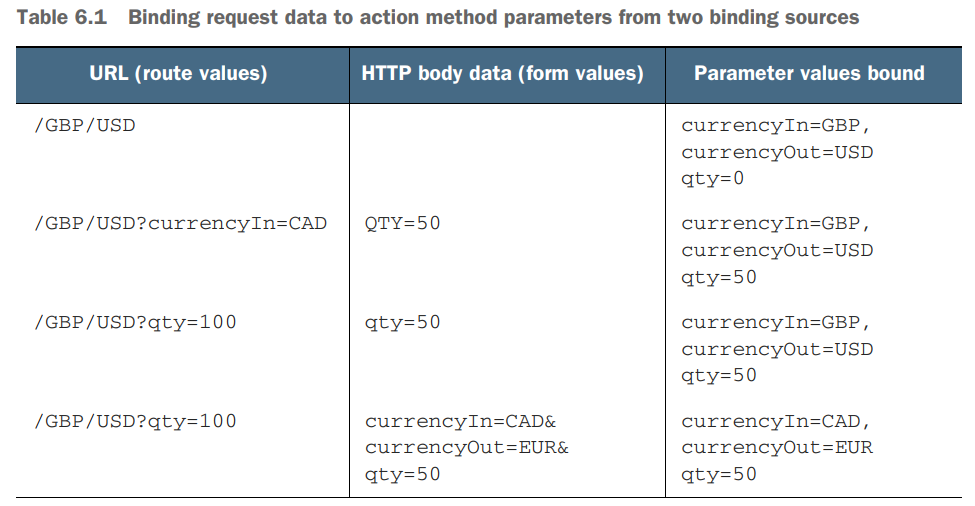 Table 6.1 Binding request data to action method parameters from two binding sources
URL (route values) HTTP body data (form values) Parameter values bound
/GBP/USD currencyIn=GBP,
currencyOut=USD
qty=0
/GBP/USD?currencyIn=CAD QTY=50 currencyIn=GBP,
currencyOut=USD
qty=50
/GBP/USD?qty=100 qty=50 currencyIn=GBP,
currencyOut=USD
qty=50
/GBP/USD?qty=100 currencyIn=CAD& currencyIn=CAD,
currencyOut=EUR& currencyOut=EUR
qty=50 qty=50